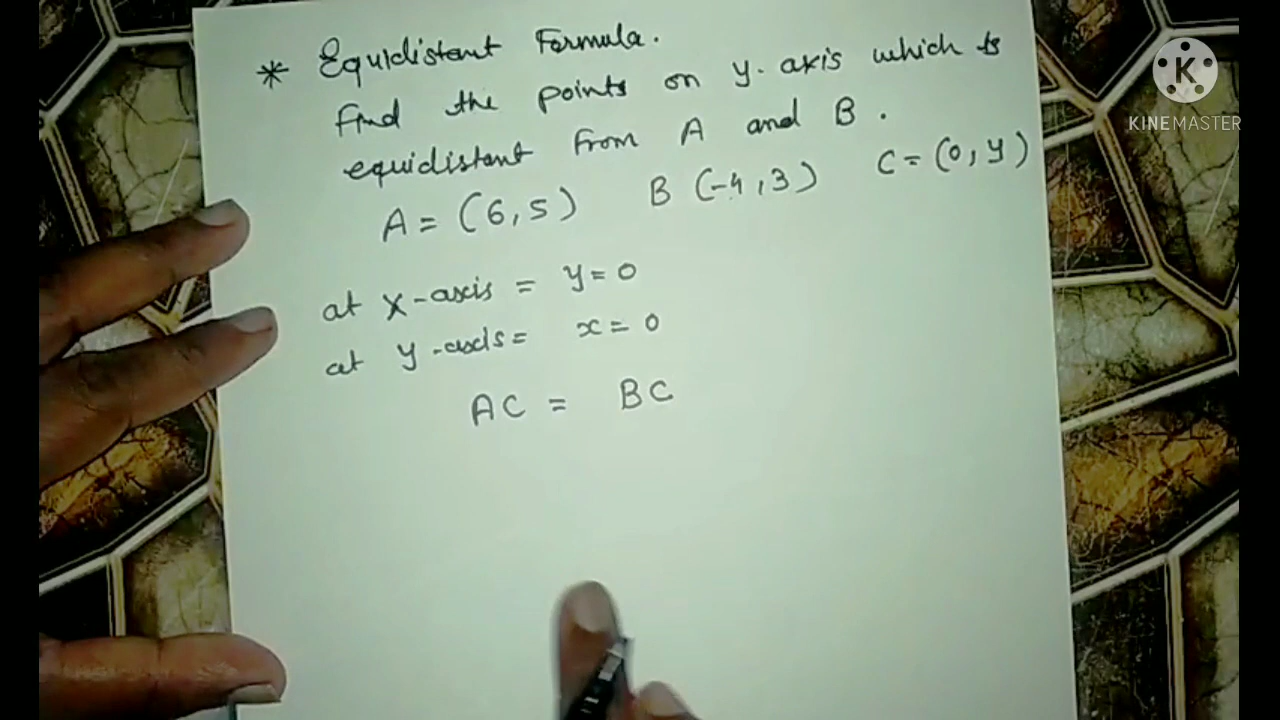 * Equidistant Formula.
Find the points on y-axis which is
equidistant from A and B.
A = (6,5) B (-4,3) C = (0,y)
at x-axis = y=0
at y-axis = x=0
AC = BC
K
KINEMASTER